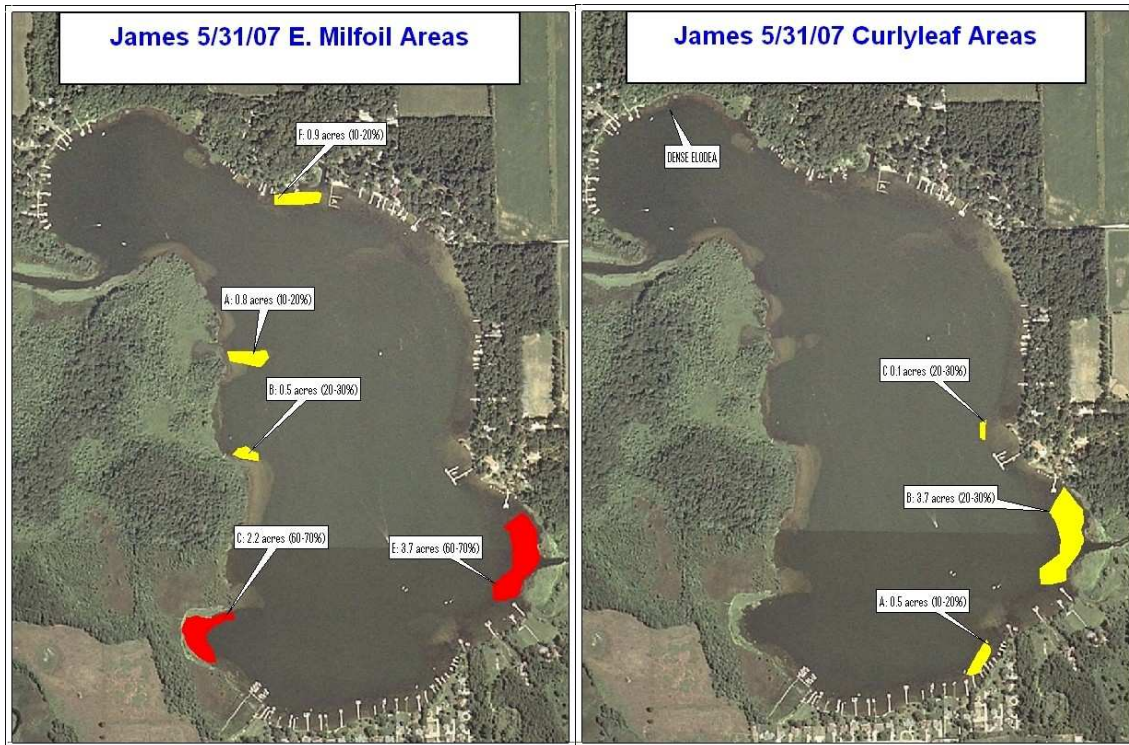 James 5/31/07 E. Milfoil Areas
F: 0.9 acres (10-20%)
A: 0.8 acres (10-20%)
B: 0.5 acres (20-30%)
C: 2.2 acres (60-70%)
E: 3.7 acres (60-70%)
James 5/31/07 Curlyleaf Areas
DENSE ELODEA
C 0.1 acres (20-30%)
B: 3.7 acres (20-30%)
A: 0.5 acres (10-20%)